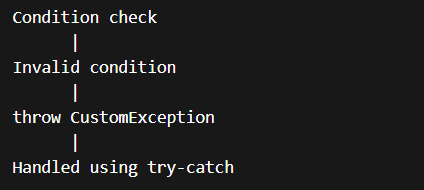 Condition check
|
Invalid condition
|
throw CustomException
|
Handled using try-catch